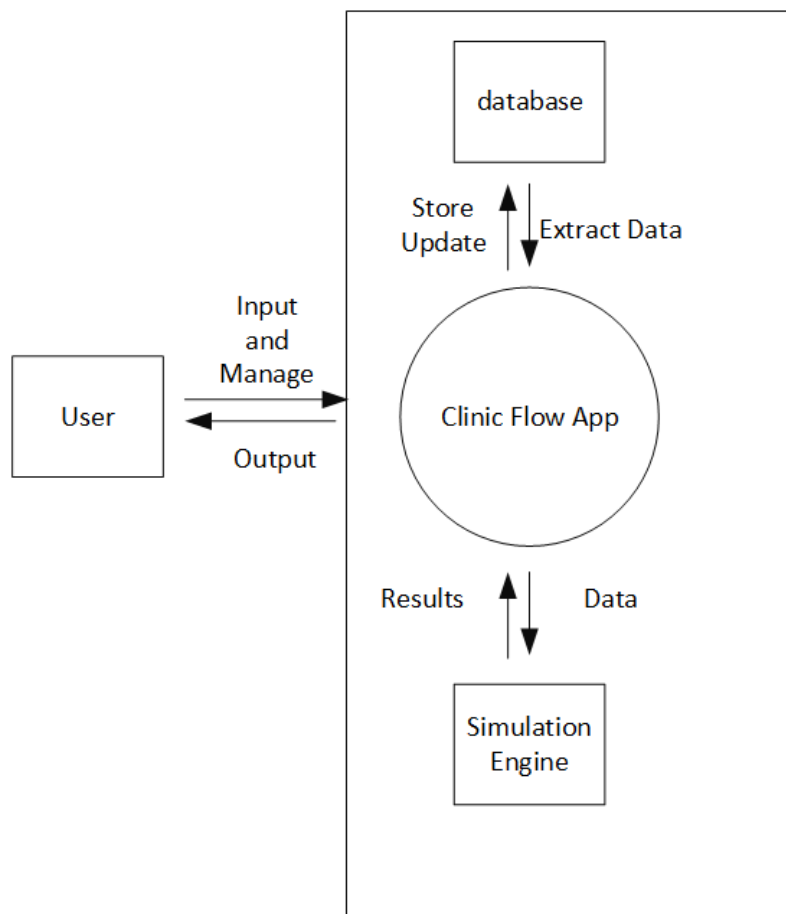 database
Store
Update
Extract Data
Input
and
Manage
User
Output
Clinic Flow App
Results
Data
Simulation
Engine